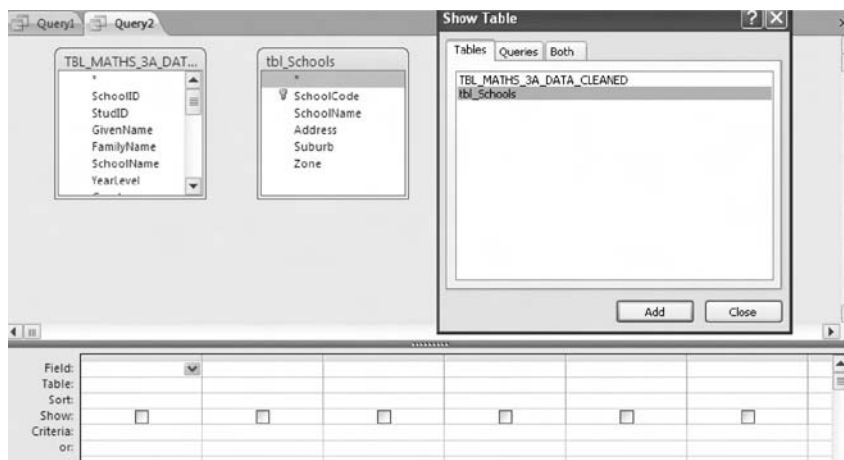 Query1 Query2
TBL_MATHS_3A_DAT...
*
SchoolID
StudID
GivenName
FamilyName
SchoolName
YearLevel
tbl_Schools
*
SchoolCode
SchoolName
Address
Suburb
Zone
Show Table
Tables Queries Both
TBL_MATHS_3A_DATA_CLEANED
tbl_Schools
Add Close
Field:
Table:
Sort:
Show:
Criteria:
or: